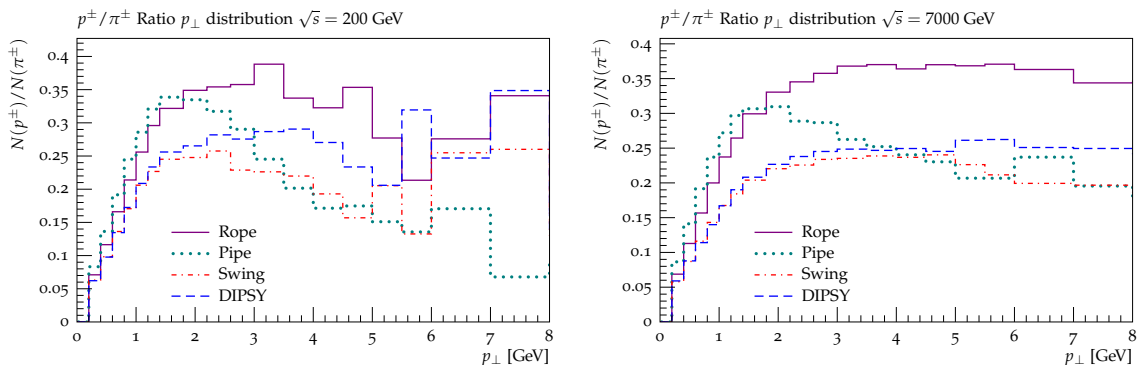 p±/π± Ratio p⊥ distribution √s = 200 GeV
N(p±)/N(π±)
0.4
0.35
0.3
0.25
0.2
0.15
0.1
0.05
0
Rope
Pipe
Swing
DIPSY
0 1 2 3 4 5 6 7 8
p⊥ [GeV]
p±/π± Ratio p⊥ distribution √s = 7000 GeV
N(p±)/N(π±)
0.4
0.35
0.3
0.25
0.2
0.15
0.1
0.05
0
Rope
Pipe
Swing
DIPSY
0 1 2 3 4 5 6 7 8
p⊥ [GeV]